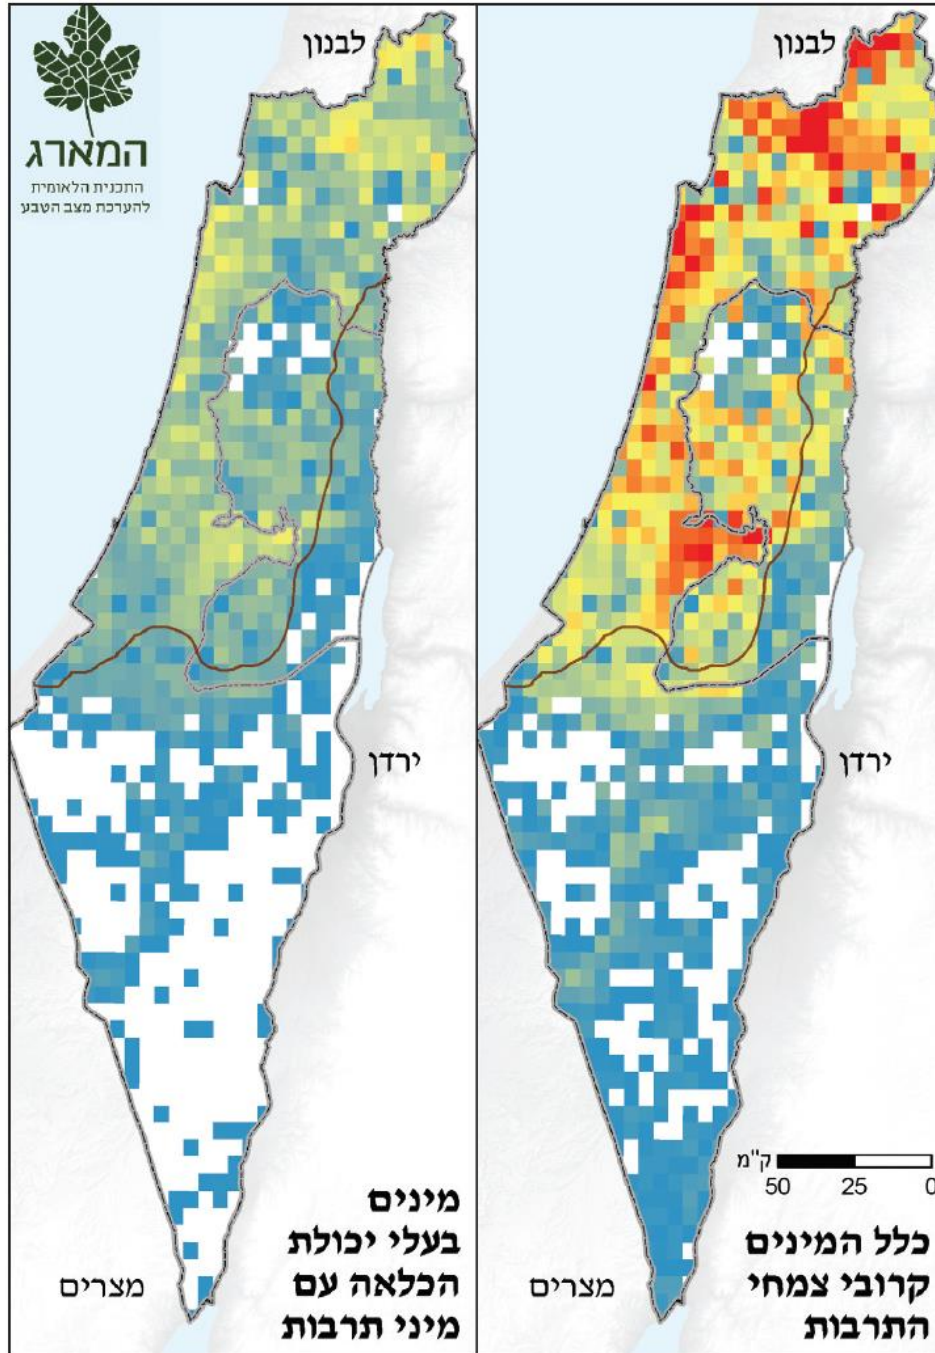 לבנון
לבנון
המארג
התכנית הלאומית
להערכת מצב הטבע
ירדן
ק"מ
50 25 0
מינים
בעלי יכולת
הכלאה עם
מיני תרבות
מצרים
כלל המינים
קרובי צמחי
התרבות
מצרים